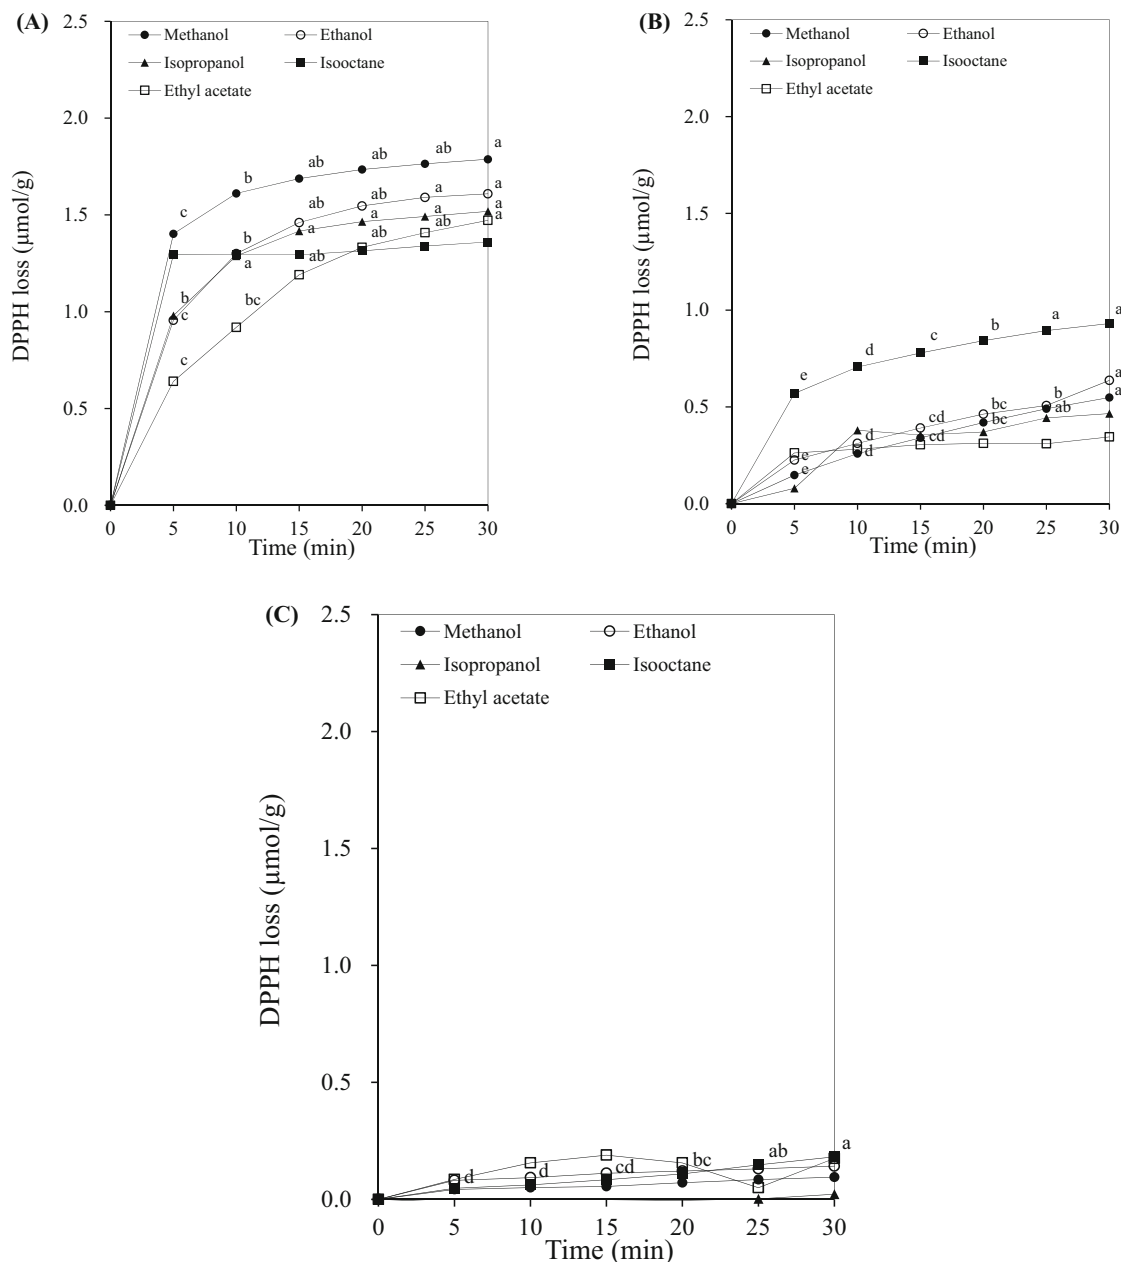 (A)
2.5
Methanol Ethanol
Isopropanol Isooctane
Ethyl acetate
2.0
a
ab
ab
ab
b
a
a
ab
c
ab
1.5
a
a
a
a
ab
b
a
ab
bc
b
c
1.0
c
0.5
0.0
0 5 10 15 20 25 30
Time (min)
DPPH loss (µmol/g)
(B)
2.5
Methanol Ethanol
Isopropanol Isooctane
Ethyl acetate
2.0
1.5
1.0
a
a
b
c
d
e
a
b
bc
a
ab
0.5
cd
bc
d
cd
d
e
e
0.0
0 5 10 15 20 25 30
Time (min)
DPPH loss (µmol/g)
(C)
2.5
Methanol Ethanol
Isopropanol Isooctane
Ethyl acetate
2.0
1.5
1.0
0.5
d d cd bc ab a
0.0
0 5 10 15 20 25 30
Time (min)
DPPH loss (µmol/g)